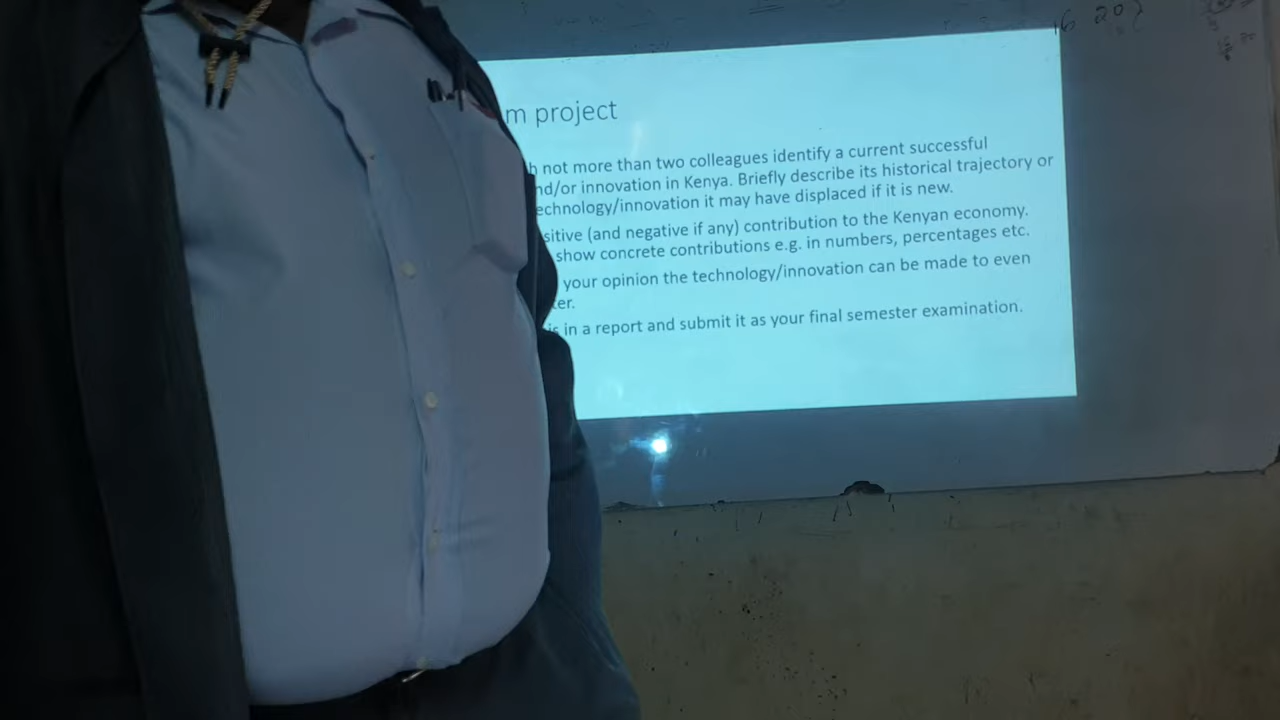 16 202
m project
not more than two colleagues identify a current successful
nd/or innovation in Kenya. Briefly describe its historical trajectory or
echnology/innovation it may have displaced if it is new.
sitive (and negative if any) contribution to the Kenyan economy.
show concrete contributions e.g. in numbers, percentages etc.
your opinion the technology/innovation can be made to even
er.
in a report and submit it as your final semester examination.